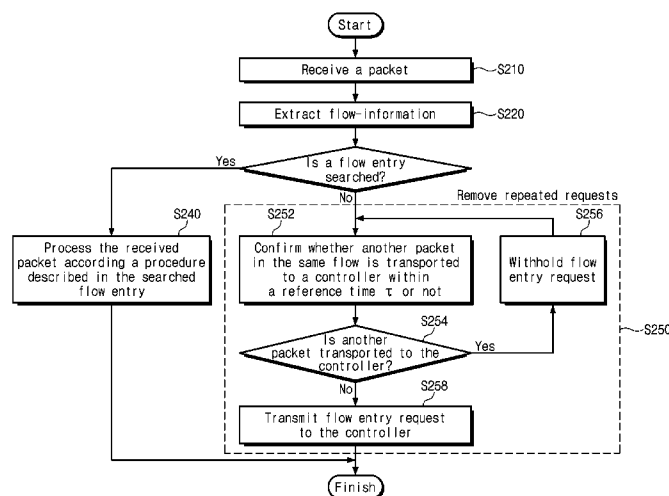 Start
Receive a packet
S210
Extract flow-information
S220
Is a flow entry
searched?
Yes
No
Remove repeated requests
S240
Process the received
packet according a procedure
described in the searched
flow entry
S252
Confirm whether another packet
in the same flow is transported
to a controller within
a reference time τ or not
S256
Withhold flow
entry request
S250
S254
Is another
packet transported to the
controller?
Yes
No
S258
Transmit flow entry request
to the controller
Finish